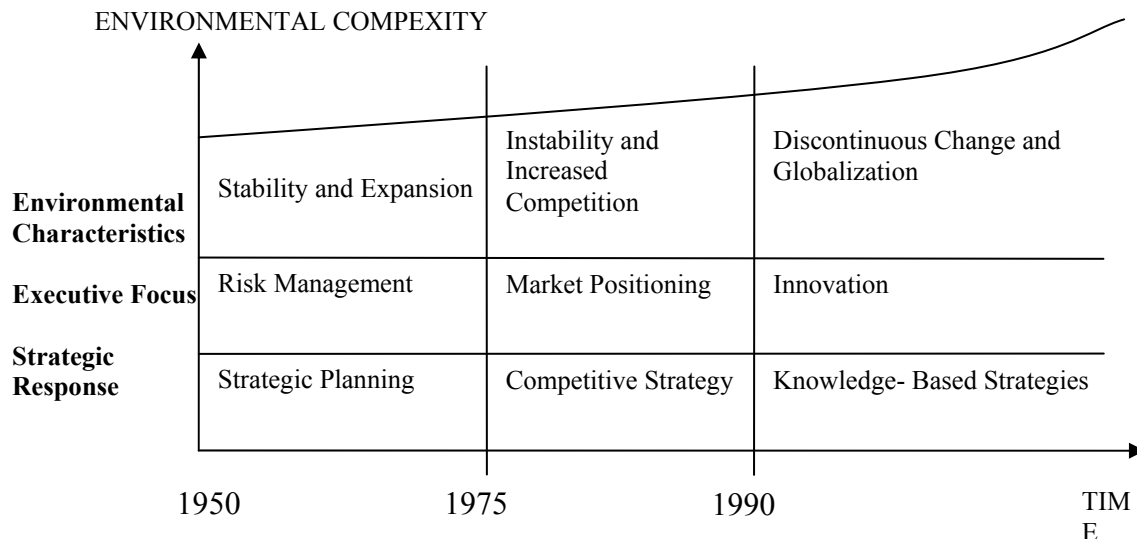 ENVIRONMENTAL COMPEXITY
Environmental
Characteristics
Stability and Expansion
Instability and
Increased
Competition
Discontinuous Change and
Globalization
Executive Focus
Risk Management
Market Positioning
Innovation
Strategic
Response
Strategic Planning
Competitive Strategy
Knowledge- Based Strategies
1950
1975
1990
TIM
E